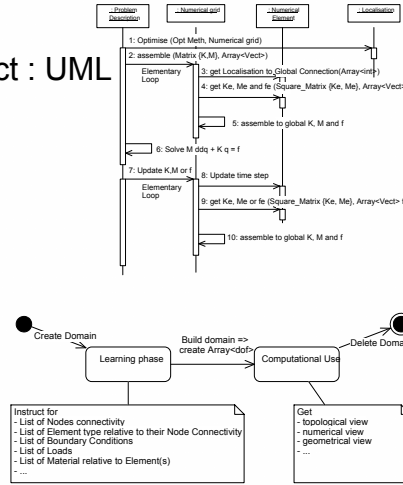 : Problem
Description
: Numerical grid
: Numerical
Element
: Localisation
1: Optimise (Opt Meth, Numerical grid)
2: assemble (Matrix {K,M}, Array<Vect>)
ct : UML
Elementary
Loop
3: get Localisation to Global Connection(Array<int>)
4: get Ke, Me and fe (Square_Matrix {Ke, Me}, Array<Vect>
5: assemble to global K, M and f
6: Solve M ddq + K q = f
7: Update K,M or f
8: Update time step
Elementary
Loop
9: get Ke, Me or fe (Square_Matrix {Ke, Me}, Array<Vect>
10: assemble to global K, M and f
Create Domain
Build domain =>
create Array<dof>
Delete Doma
Learning phase
Computational Use
Instruct for
- List of Nodes connectivity
- List of Element type relative to their Node Connectivity
- List of Boundary Conditions
- List of Loads
- List of Material relative to Element(s)
- ...
Get
- topological view
- numerical view
- geometrical view
- ...